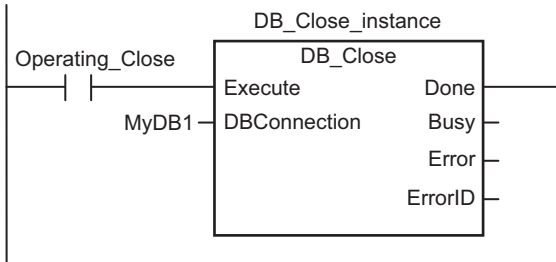 DB_Close_instance
Operating_Close
DB_Close
Execute Done
MyDB1 DBConnection Busy
Error
ErrorID